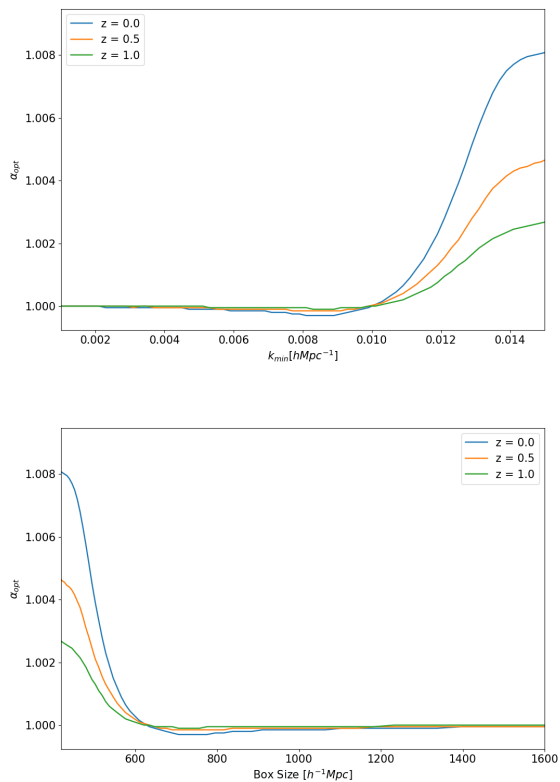 z = 0.0
z = 0.5
z = 1.0
1.008
1.006
1.004
1.002
1.000
α_opt
0.002 0.004 0.006 0.008 0.010 0.012 0.014
k_min[hMpc⁻¹]
z = 0.0
z = 0.5
z = 1.0
1.008
1.006
1.004
1.002
1.000
α_opt
600 800 1000 1200 1400 1600
Box Size [h⁻¹Mpc]